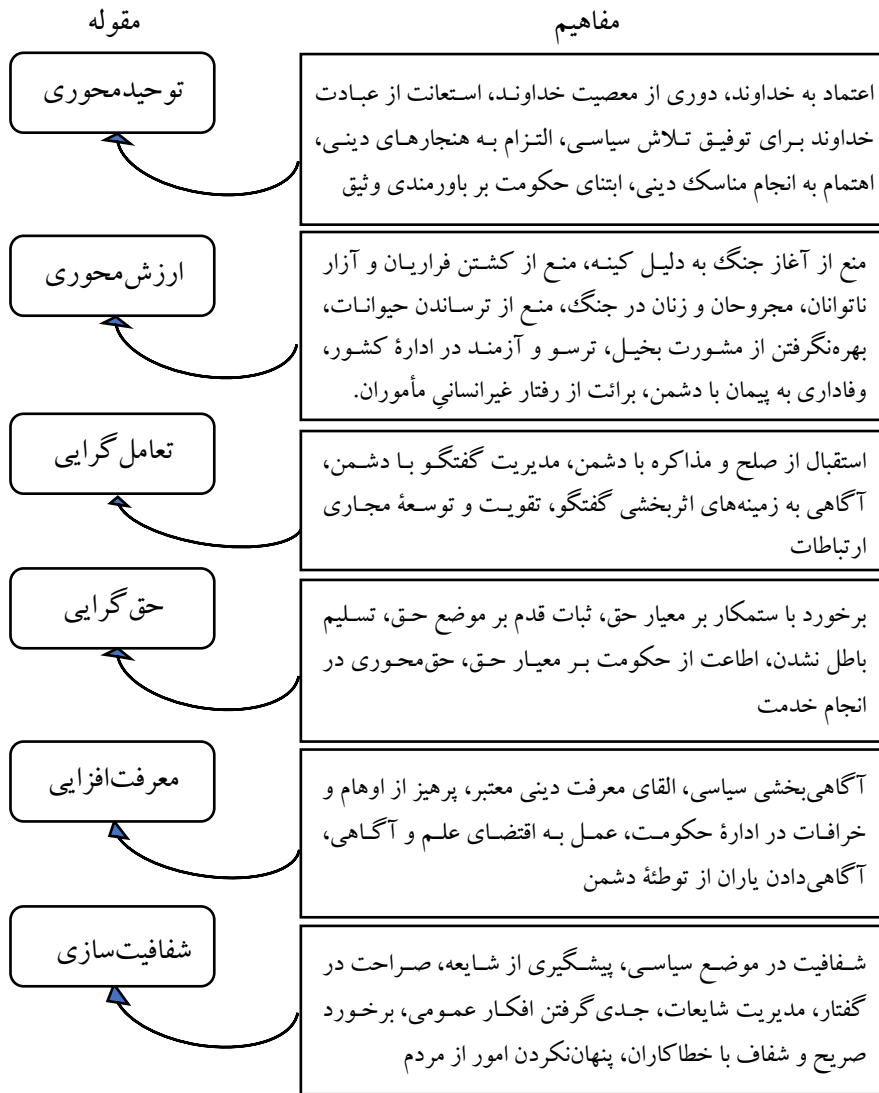 مفاهیم
مقوله
اعتماد به خداوند، دوری از معصیت خداوند، استعانت از عبادت
خداوند برای توفیق تلاش سیاسی، التزام به هنجارهای دینی،
اهتمام به انجام مناسک دینی، ابتنای حکومت بر باورمندی وثیق
توحیدمحوری
منع از آغاز جنگ به دلیل کینه، منع از کشتن فراریان و آزار
ناتوانان، مجروحان و زنان در جنگ، منع از ترساندن حیوانات،
بهره‌نگرفتن از مشورت بخیل، ترسو و آزمند در ادارهٔ کشور،
وفاداری به پیمان با دشمن، برائت از رفتار غیرانسانیِ مأموران.
ارزش‌محوری
استقبال از صلح و مذاکره با دشمن، مدیریت گفتگو با دشمن،
آگاهی به زمینه‌های اثربخشی گفتگو، تقویت و توسعهٔ مجاری
ارتباطات
تعامل‌گرایی
برخورد با ستمکار بر معیار حق، ثبات قدم بر موضع حق، تسلیم
باطل نشدن، اطاعت از حکومت بر معیار حق، حق‌محوری در
انجام خدمت
حق‌گرایی
آگاهی‌بخشی سیاسی، القای معرفت دینی معتبر، پرهیز از اوهام و
خرافات در ادارهٔ حکومت، عمل به اقتضای علم و آگاهی،
آگاهی‌دادن یاران از توطئهٔ دشمن
معرفت‌افزایی
شفافیت در موضع سیاسی، پیشگیری از شایعه، صراحت در
گفتار، مدیریت شایعات، جدی‌گرفتن افکار عمومی، برخورد
صریح و شفاف با خطاکاران، پنهان‌نکردن امور از مردم
شفافیت‌سازی